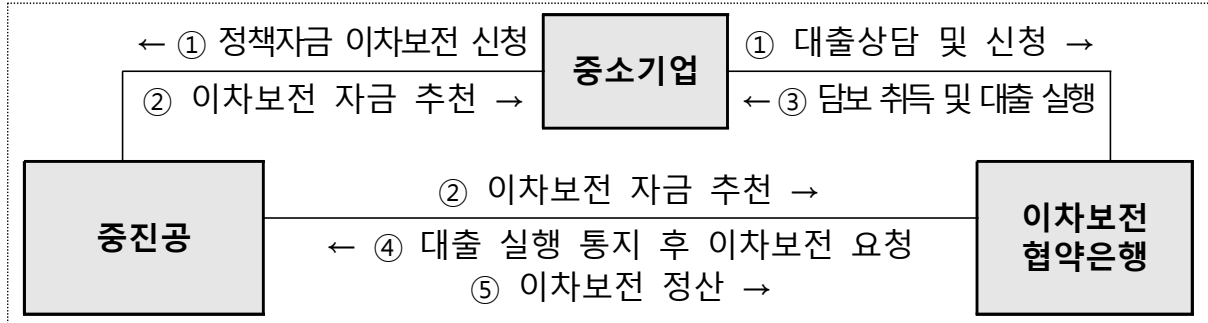 ← ① 정책자금 이차보전 신청
① 대출상담 및 신청 →
중소기업
② 이차보전 자금 추천 →
← ③ 담보 취득 및 대출 실행
중진공
② 이차보전 자금 추천 →
← ④ 대출 실행 통지 후 이차보전 요청
⑤ 이차보전 정산 →
이차보전
협약은행